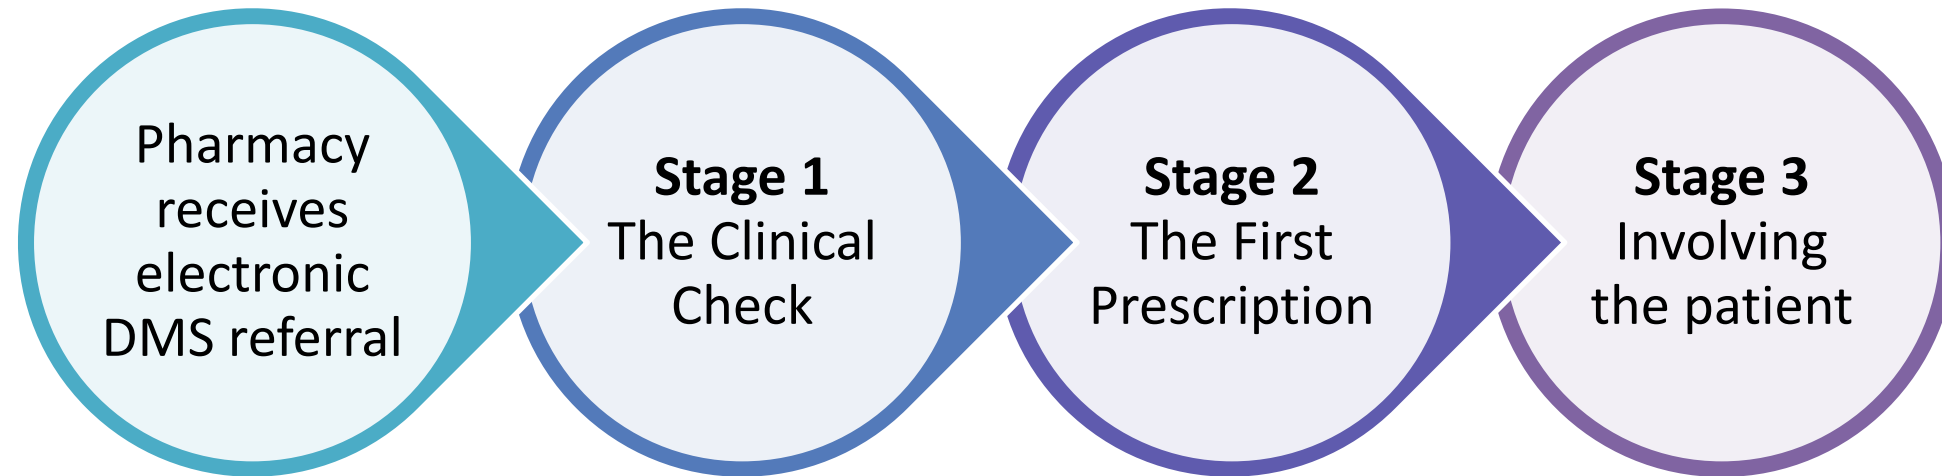 Pharmacy
receives
electronic
DMS referral
Stage 1
The Clinical
Check
Stage 2
The First
Prescription
Stage 3
Involving
the patient